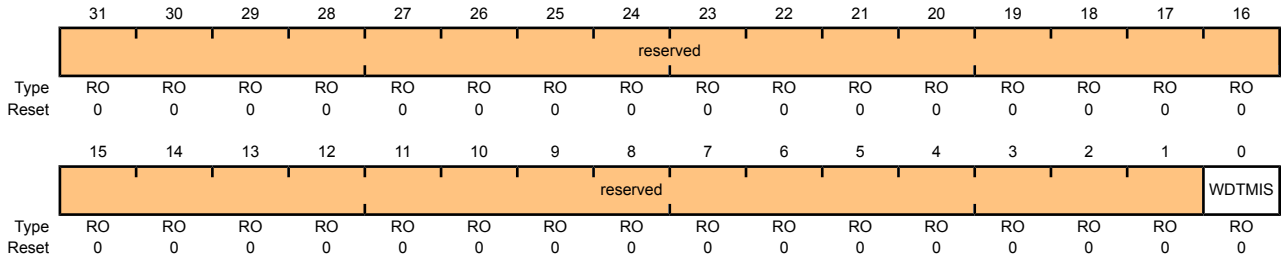 31 30 29 28 27 26 25 24 23 22 21 20 19 18 17 16
reserved
Type RO RO RO RO RO RO RO RO RO RO RO RO RO RO RO RO
Reset 0 0 0 0 0 0 0 0 0 0 0 0 0 0 0 0
15 14 13 12 11 10 9 8 7 6 5 4 3 2 1 0
reserved WDTMIS
Type RO RO RO RO RO RO RO RO RO RO RO RO RO RO RO RO
Reset 0 0 0 0 0 0 0 0 0 0 0 0 0 0 0 0